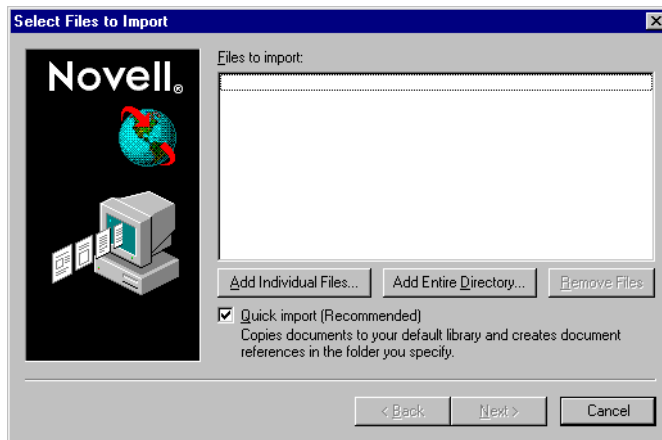 Select Files to Import
Novell®
Files to import:
Add Individual Files...
Add Entire Directory...
Remove Files
Quick import (Recommended)
Copies documents to your default library and creates document
references in the folder you specify.
< Back
Next >
Cancel